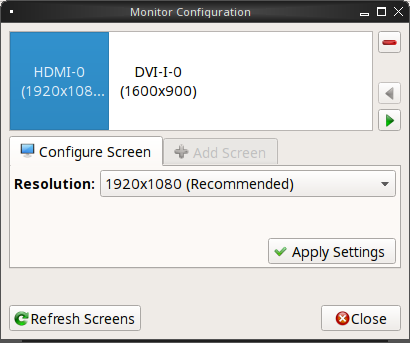 Monitor Configuration
HDMI-0
(1920x108...
DVI-I-0
(1600x900)
Configure Screen
Add Screen
Resolution: 1920x1080 (Recommended)
Apply Settings
Refresh Screens
Close